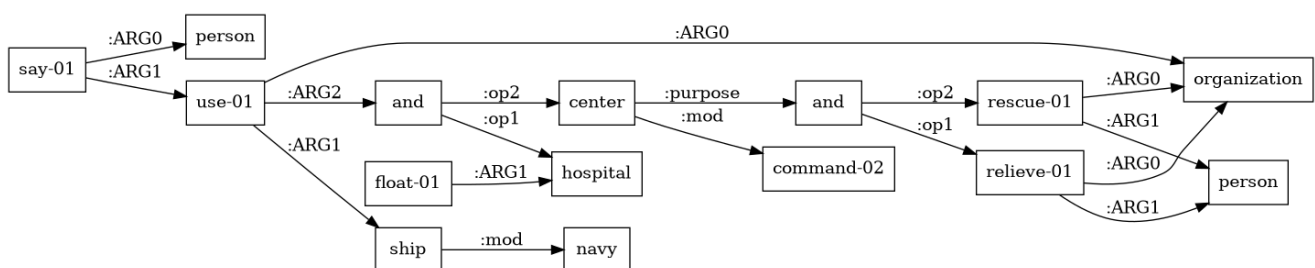 :ARG0
:ARG0
person
say-01
:ARG1
organization
use-01
:ARG2
and
:op2
center
:purpose
and
:op2
rescue-01
:ARG0
:ARG1
:op1
:mod
:op1
:ARG1
float-01
:ARG1
hospital
command-02
relieve-01
:ARG0
person
:ARG1
ship
:mod
navy